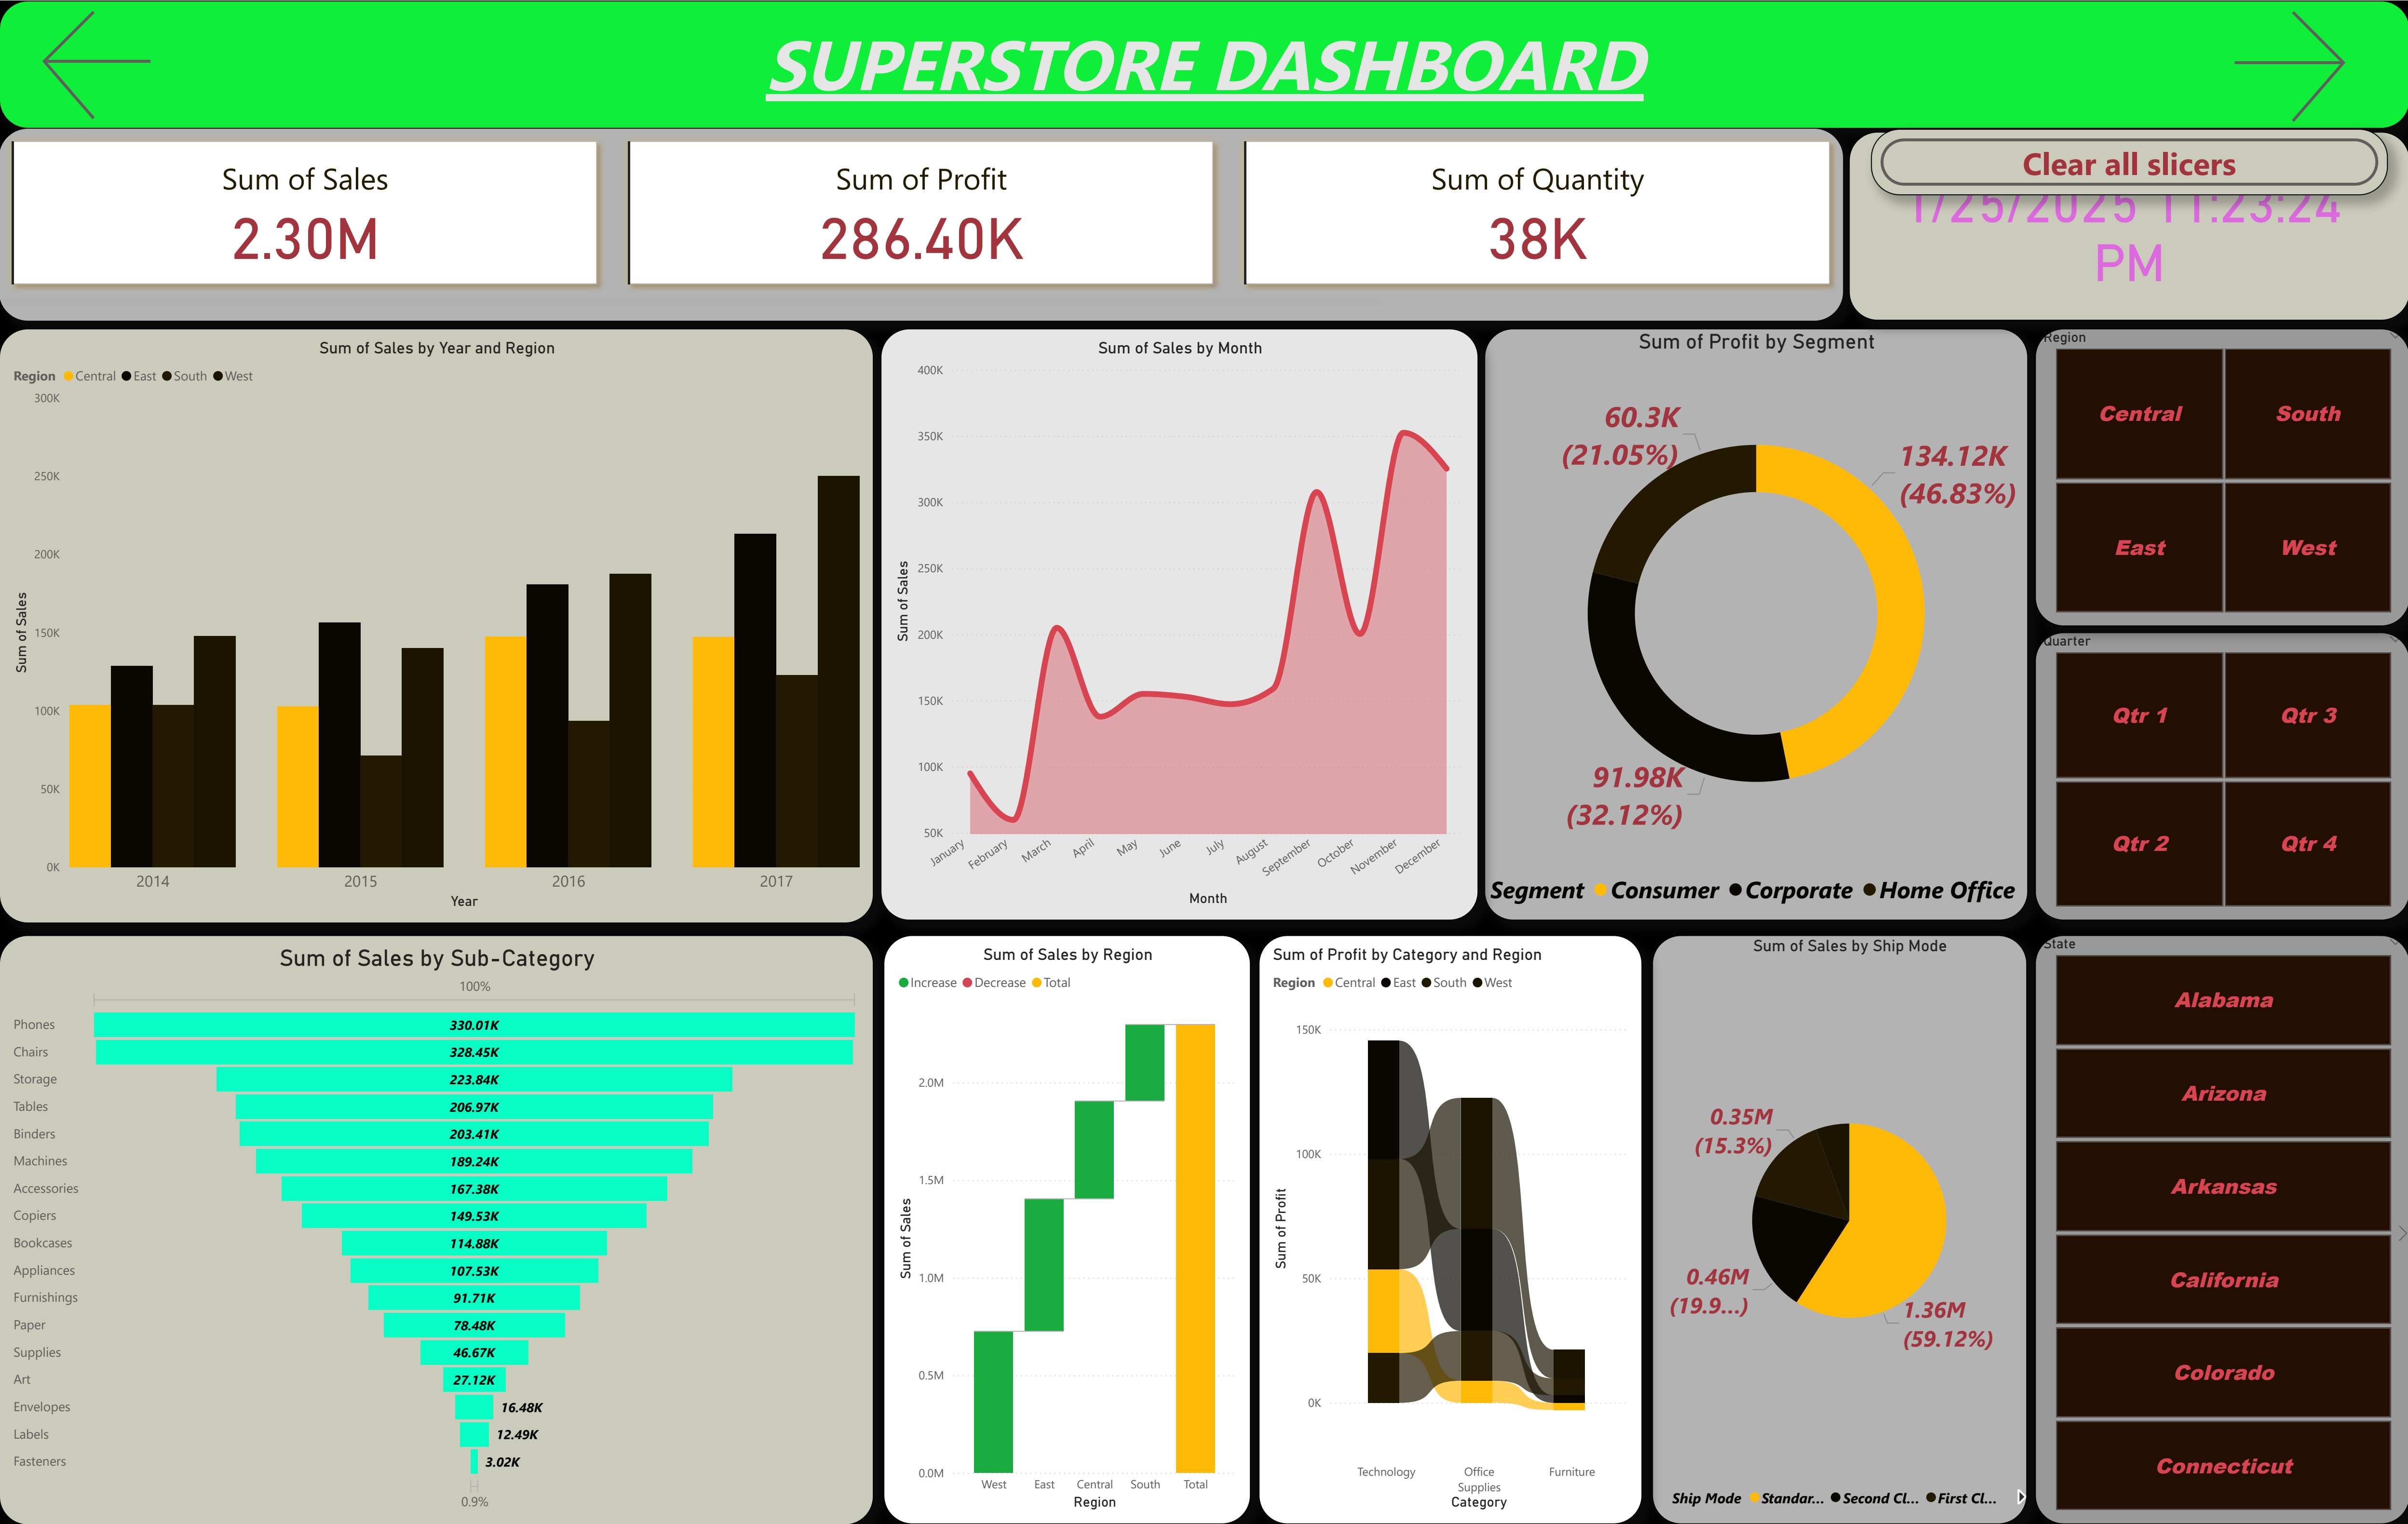 SUPERSTORE DASHBOARD
Sum of Sales
2.30M
Sum of Profit
286.40K
Sum of Quantity
38K
Clear all slicers
1/25/2025 11:23:24
PM
Sum of Sales by Year and Region
Region Central East South West
300K
250K
200K
150K
100K
50K
0K
Sum of Sales
2014 2015 2016 2017
Year
Sum of Sales by Month
400K
350K
300K
250K
200K
150K
100K
50K
Sum of Sales
January February March April May June July August September October November December
Month
Sum of Profit by Segment
60.3K
(21.05%)
134.12K
(46.83%)
91.98K
(32.12%)
Segment Consumer Corporate Home Office
Region
Central South
East West
Quarter
Qtr 1 Qtr 3
Qtr 2 Qtr 4
Sum of Sales by Sub-Category
100%
Phones 330.01K
Chairs 328.45K
Storage 223.84K
Tables 206.97K
Binders 203.41K
Machines 189.24K
Accessories 167.38K
Copiers 149.53K
Bookcases 114.88K
Appliances 107.53K
Furnishings 91.71K
Paper 78.48K
Supplies 46.67K
Art 27.12K
Envelopes 16.48K
Labels 12.49K
Fasteners 3.02K
0.9%
Sum of Sales by Region
Increase Decrease Total
2.0M
1.5M
1.0M
0.5M
0.0M
Sum of Sales
West East Central South Total
Region
Sum of Profit by Category and Region
Region Central East South West
150K
100K
50K
0K
Sum of Profit
Technology Office Furniture
Supplies
Category
Sum of Sales by Ship Mode
0.35M
(15.3%)
0.46M
(19.9...)
1.36M
(59.12%)
Ship Mode Standar... Second Cl... First Cl...
State
Alabama
Arizona
Arkansas
California
Colorado
Connecticut